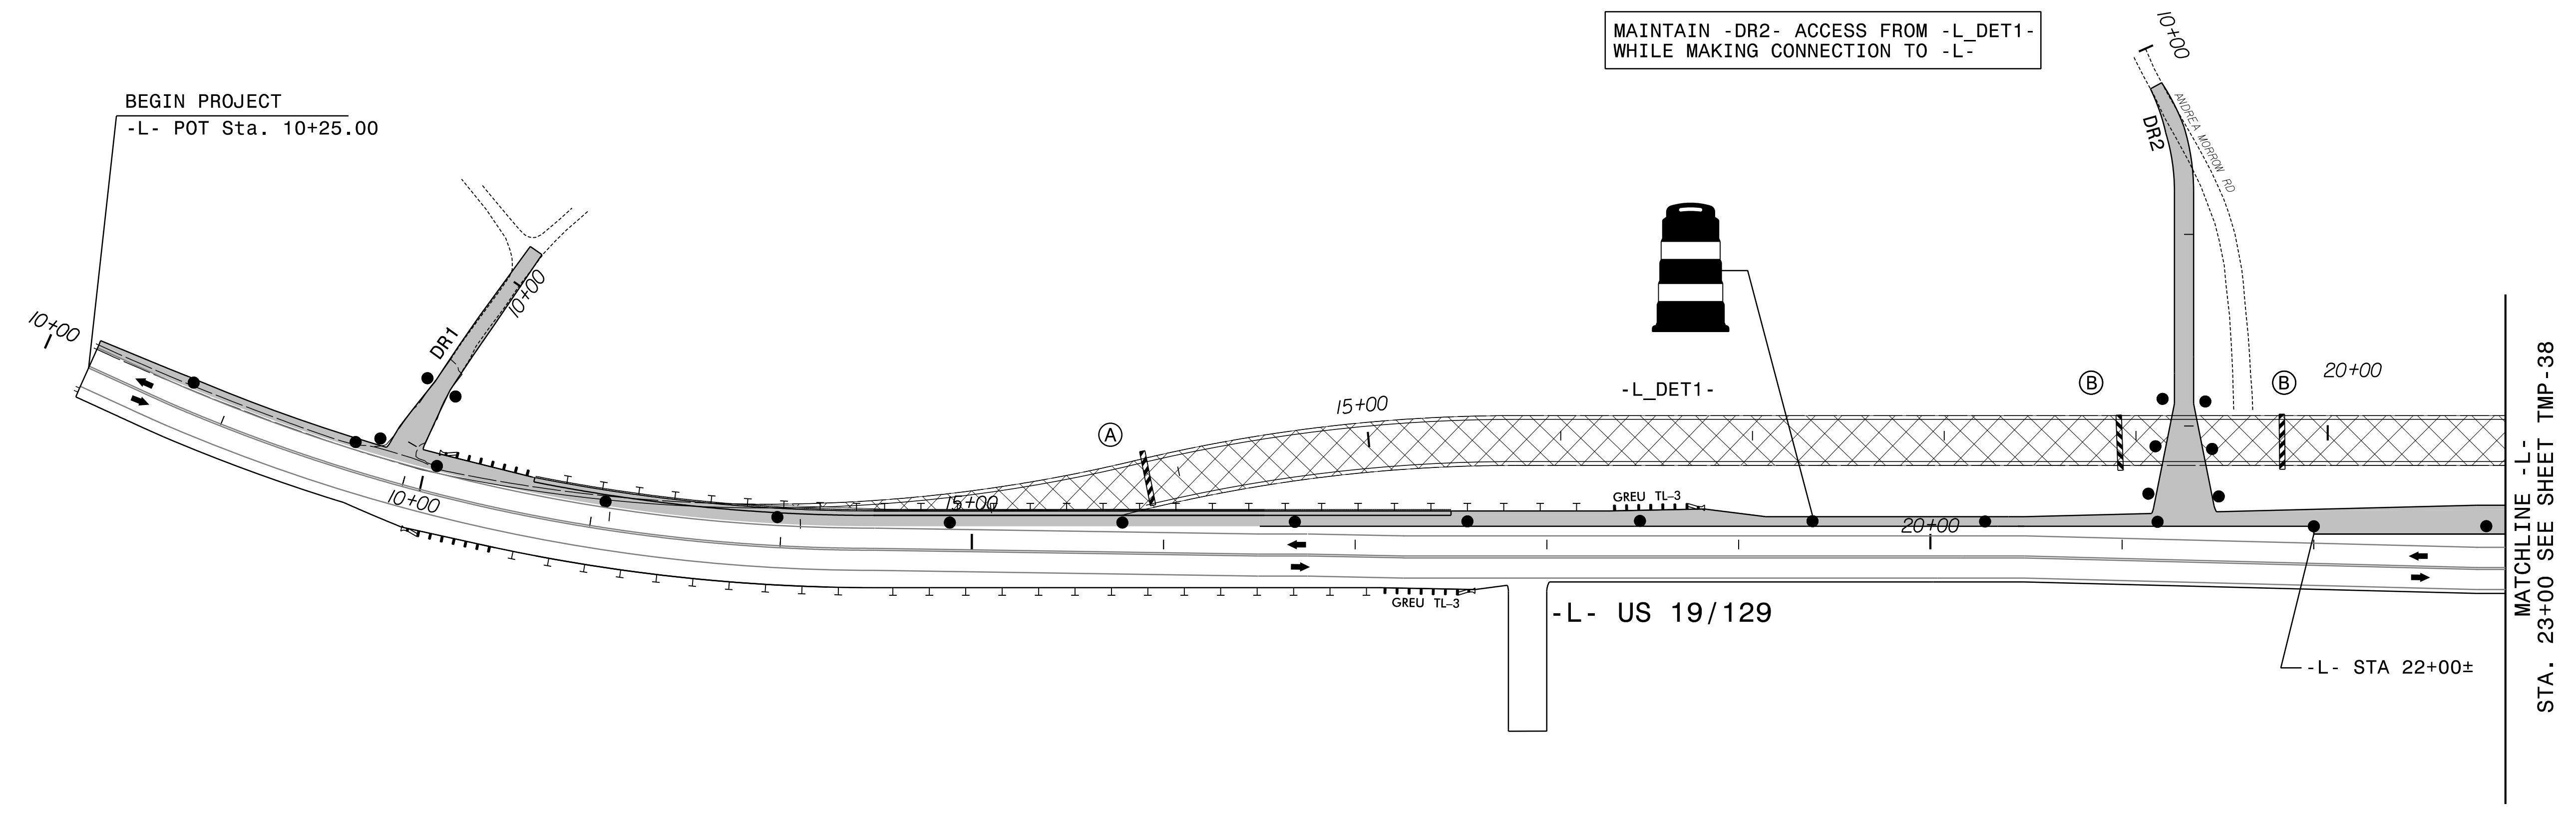 MAINTAIN -DR2- ACCESS FROM -L_DET1-
WHILE MAKING CONNECTION TO -L-
10+00
BEGIN PROJECT
-L- POT Sta. 10+25.00
DR2
ANDREA MORROW RD
10+00
10+00
DR1
-L_DET1-
B
B
20+00
15+00
A
10+00
15+00
GREU TL-3
20+00
GREU TL-3
-L- US 19/129
-L- STA 22+00±
MATCHLINE -L-
STA. 23+00 SEE SHEET TMP-38